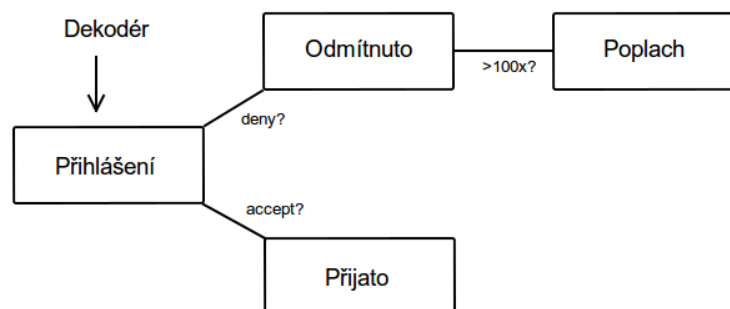 Dekodér
Odmítnuto
Poplach
>100x?
deny?
Přihlášení
accept?
Přijato